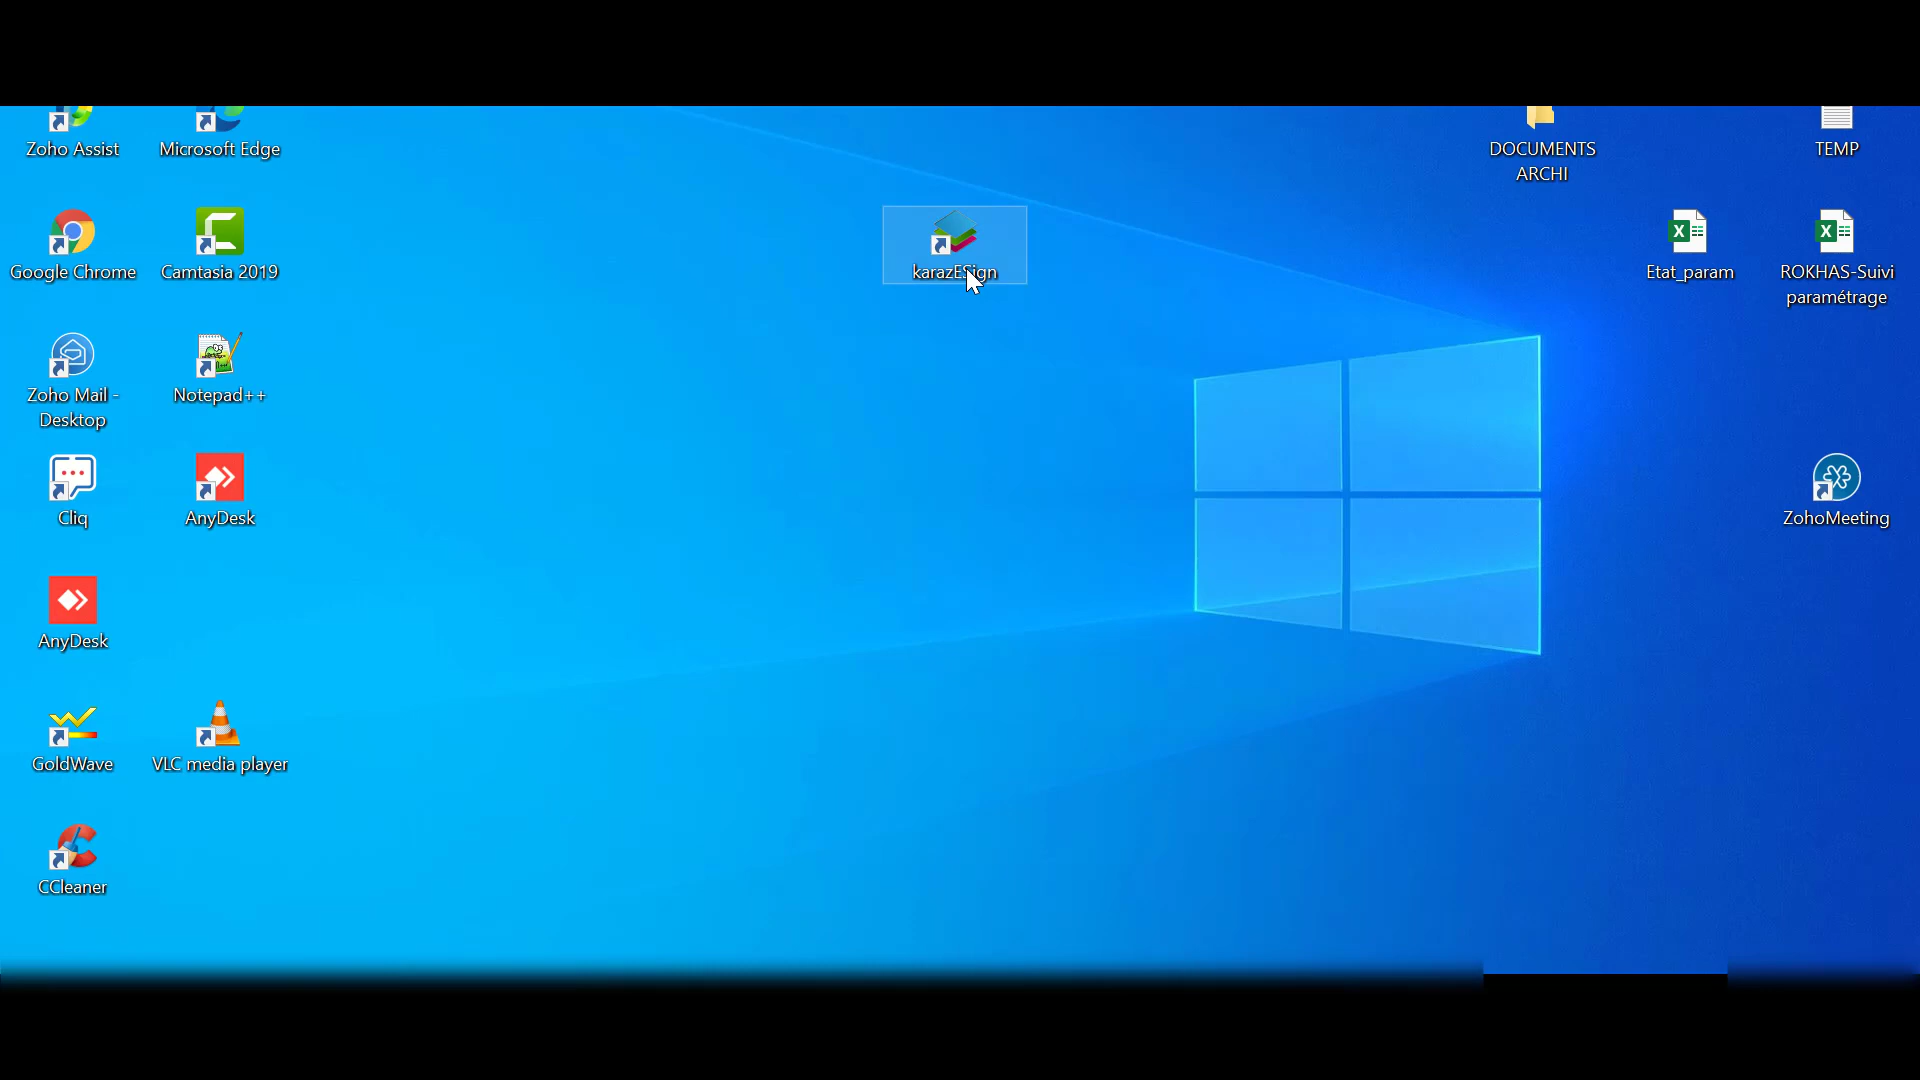 Zoho Assist
Microsoft Edge
DOCUMENTS
ARCHI
TEMP
Google Chrome
Camtasia 2019
karazESign
Etat_param
ROKHAS-Suivi
paramétrage
Zoho Mail -
Desktop
Notepad++
Cliq
AnyDesk
ZohoMeeting
AnyDesk
GoldWave
VLC media player
CCleaner